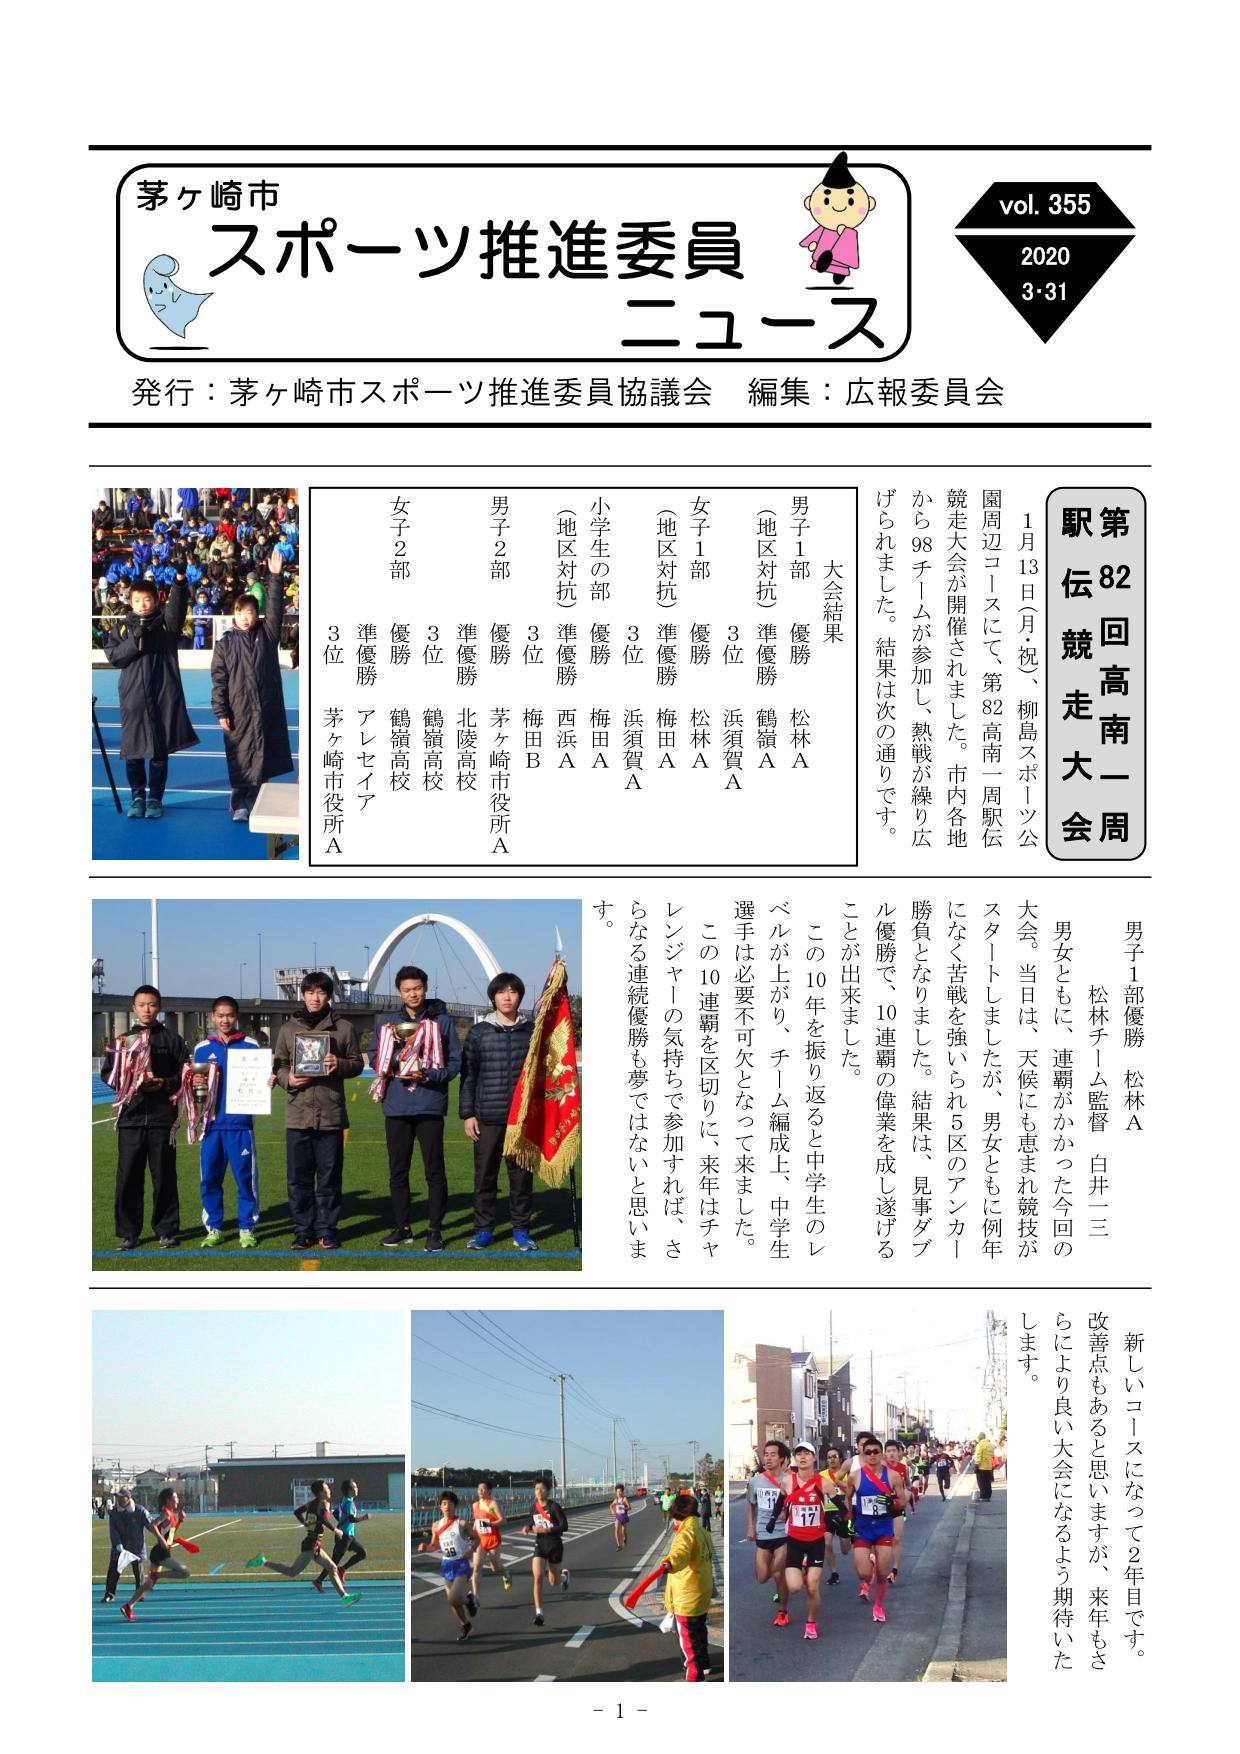 茅ヶ崎市
スポーツ推進委員
ニュース
vol. 355
2020
3・31
発行：茅ヶ崎市スポーツ推進委員協議会　編集：広報委員会
第82回高南一周
駅伝競走大会
１月13日（月・祝）、柳島スポーツ公
園周辺コースにて、第82高南一周駅伝
競走大会が開催されました。市内各地
から98チームが参加し、熱戦が繰り広
げられました。結果は次の通りです。
大会結果
男子１部　優勝　松林Ａ
（地区対抗）準優勝　鶴嶺Ａ
３位　浜須賀Ａ
女子１部　優勝　松林Ａ
（地区対抗）準優勝　梅田Ａ
３位　浜須賀Ａ
小学生の部　優勝　梅田Ａ
（地区対抗）準優勝　西浜Ａ
３位　梅田Ｂ
男子２部　優勝　茅ヶ崎市役所Ａ
準優勝　北陵高校
３位　鶴嶺高校
女子２部　優勝　鶴嶺高校
準優勝　アレセイア
３位　茅ヶ崎市役所Ａ
男子１部優勝　松林Ａ
松林チーム監督　白井一三
男女ともに、連覇がかかった今回の
大会。当日は、天候にも恵まれ競技が
スタートしましたが、男女ともに例年
になく苦戦を強いられ５区のアンカー
勝負となりました。結果は、見事ダブ
ル優勝で、10連覇の偉業を成し遂げる
ことが出来ました。
この10年を振り返ると中学生のレ
ベルが上がり、チーム編成上、中学生
選手は必要不可欠となって来ました。
この10連覇を区切りに、来年はチャ
レンジャーの気持ちで参加すれば、さ
らなる連続優勝も夢ではないと思いま
す。
新しいコースになって２年目です。
改善点もあると思いますが、来年もさ
らにより良い大会になるよう期待いた
します。
39
11
17
8
- 1 -